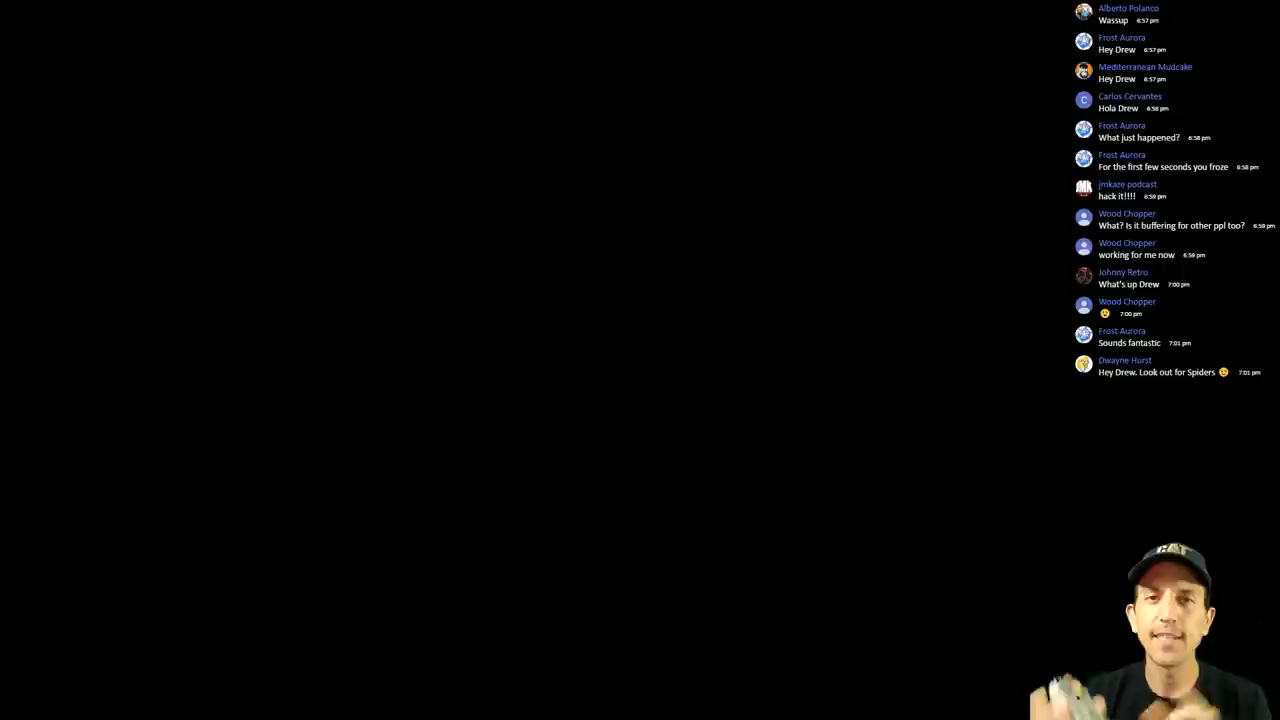 Alberto Polanco
Wassup 6:57 pm
Frost Aurora
Hey Drew 6:57 pm
Mediterranean Mudcake
Hey Drew 6:57 pm
C
Carlos Cervantes
Hola Drew 6:58 pm
Frost Aurora
What just happened? 6:58 pm
Frost Aurora
For the first few seconds you froze 6:58 pm
JMK
jmkaze podcast
hack it!!!! 6:59 pm
Wood Chopper
What? Is it buffering for other ppl too? 6:59 pm
Wood Chopper
working for me now 6:59 pm
Johnny Retro
What's up Drew 7:00 pm
Wood Chopper
😲 7:00 pm
Frost Aurora
Sounds fantastic 7:01 pm
Dwayne Hurst
Hey Drew. Look out for Spiders 😲 7:01 pm
CAT